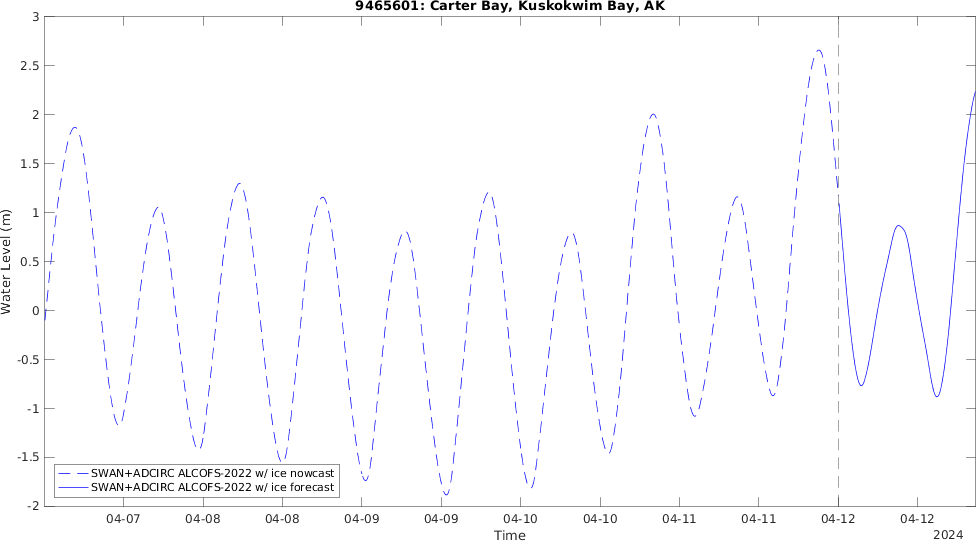 9465601: Carter Bay, Kuskokwim Bay, AK
3
2.5
2
1.5
1
0.5
0
-0.5
-1
-1.5
-2
Water Level (m)
SWAN+ADCIRC ALCOFS-2022 w/ ice nowcast
SWAN+ADCIRC ALCOFS-2022 w/ ice forecast
04-07 04-08 04-08 04-09 04-09 04-10 04-10 04-11 04-11 04-12 04-12
Time
2024